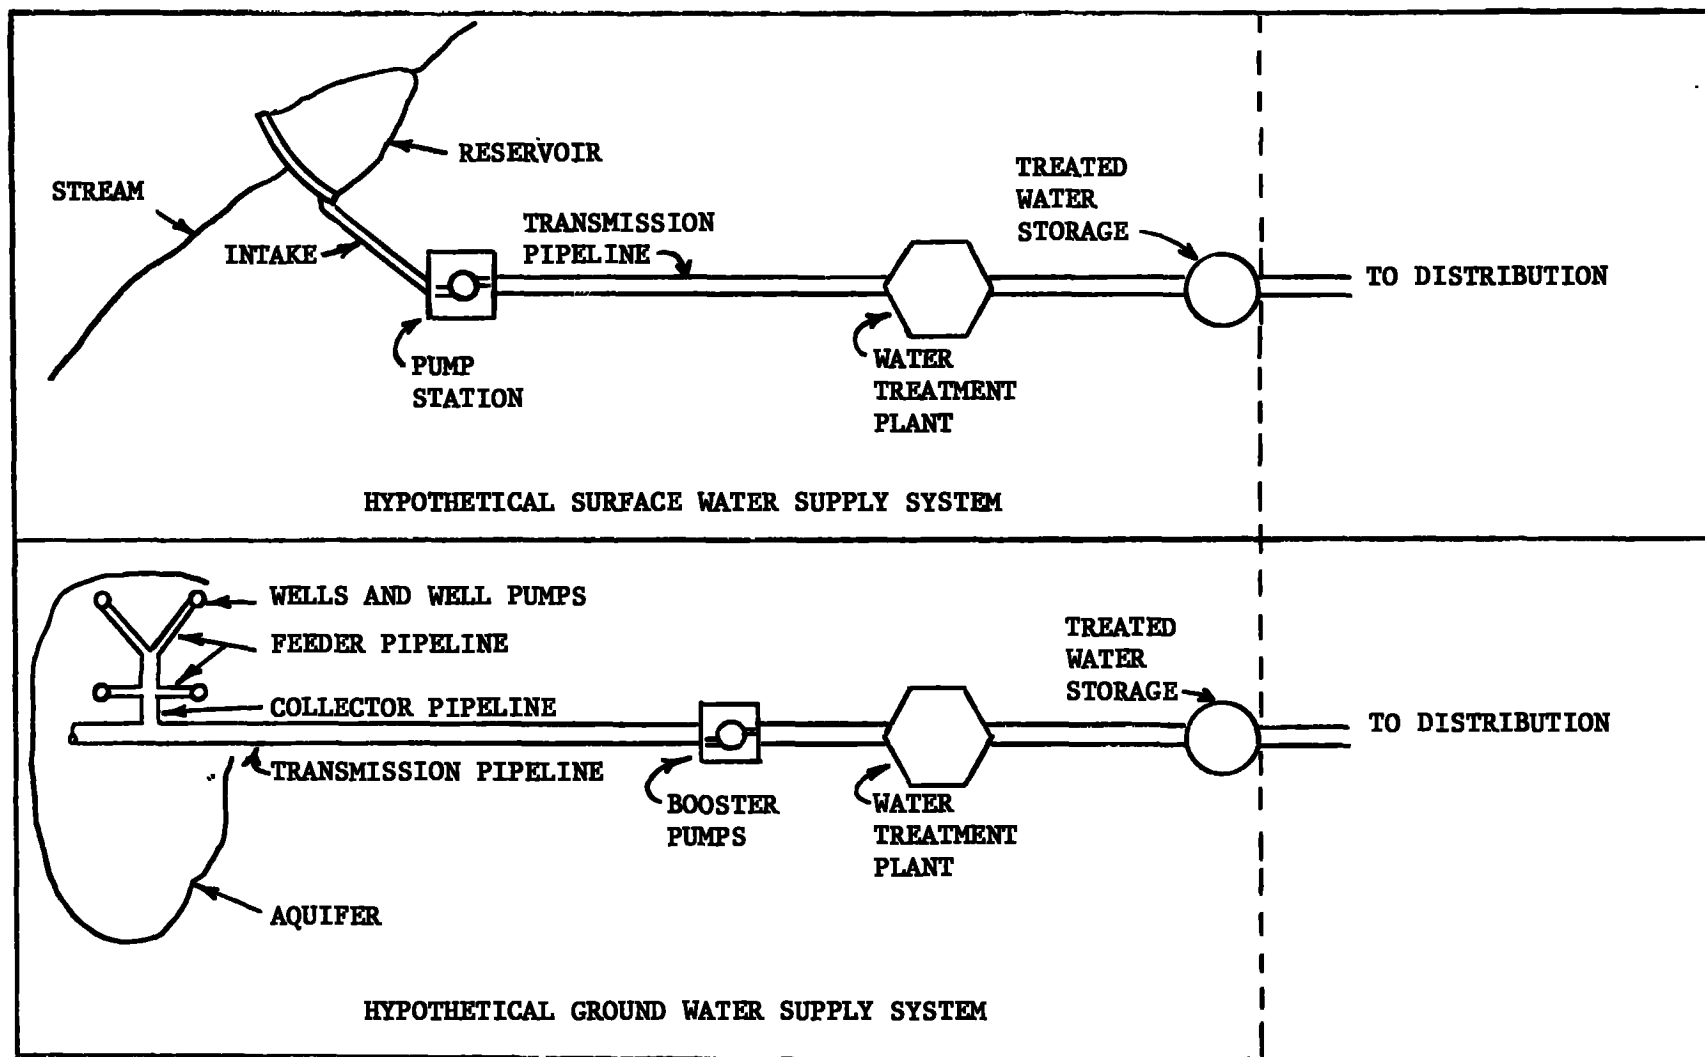 RESERVOIR
STREAM
INTAKE
TRANSMISSION
PIPELINE
PUMP
STATION
WATER
TREATMENT
PLANT
TREATED
WATER
STORAGE
TO DISTRIBUTION
HYPOTHETICAL SURFACE WATER SUPPLY SYSTEM
WELLS AND WELL PUMPS
FEEDER PIPELINE
COLLECTOR PIPELINE
TRANSMISSION PIPELINE
AQUIFER
BOOSTER
PUMPS
WATER
TREATMENT
PLANT
TREATED
WATER
STORAGE
TO DISTRIBUTION
HYPOTHETICAL GROUND WATER SUPPLY SYSTEM